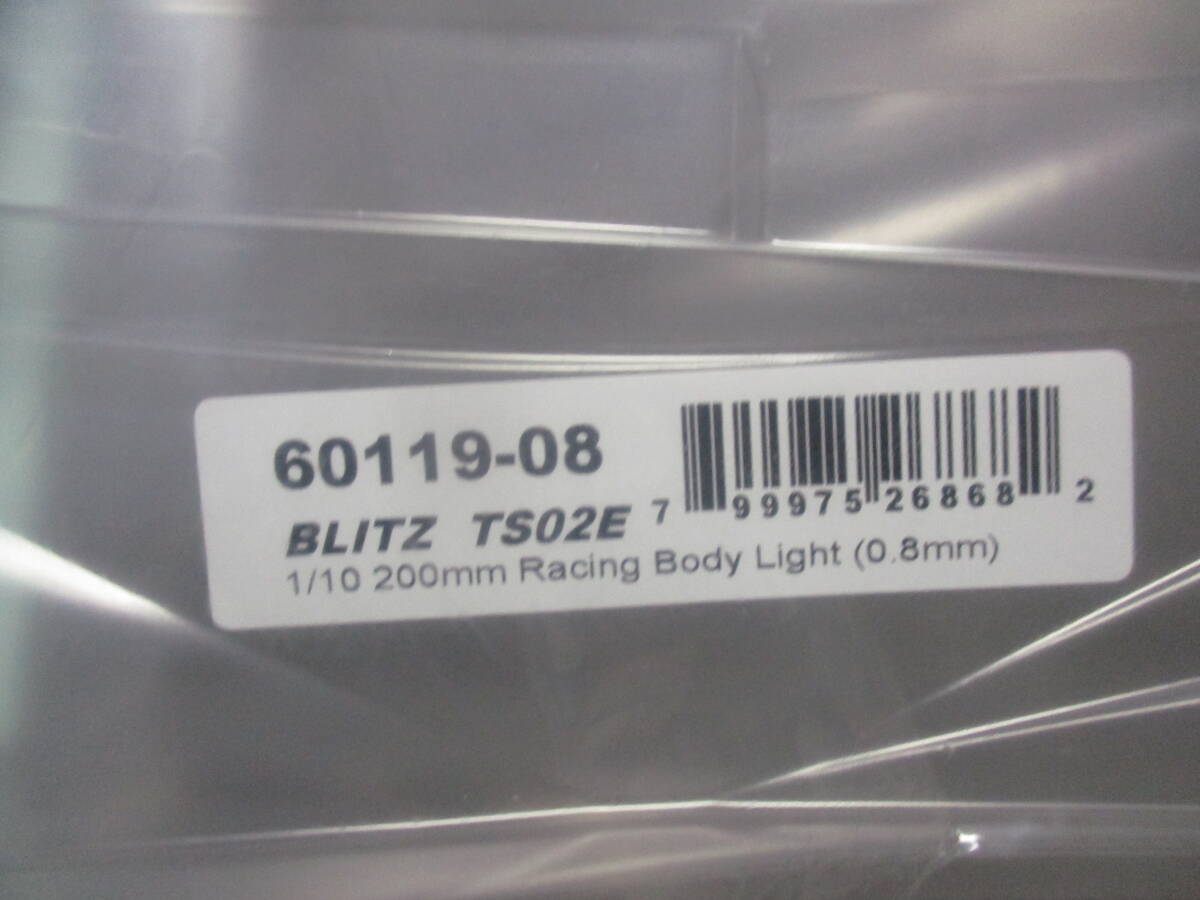 60119-08
BLITZ TS02E
1/10 200mm Racing Body Light (0.8mm)
7 99975 26868 2